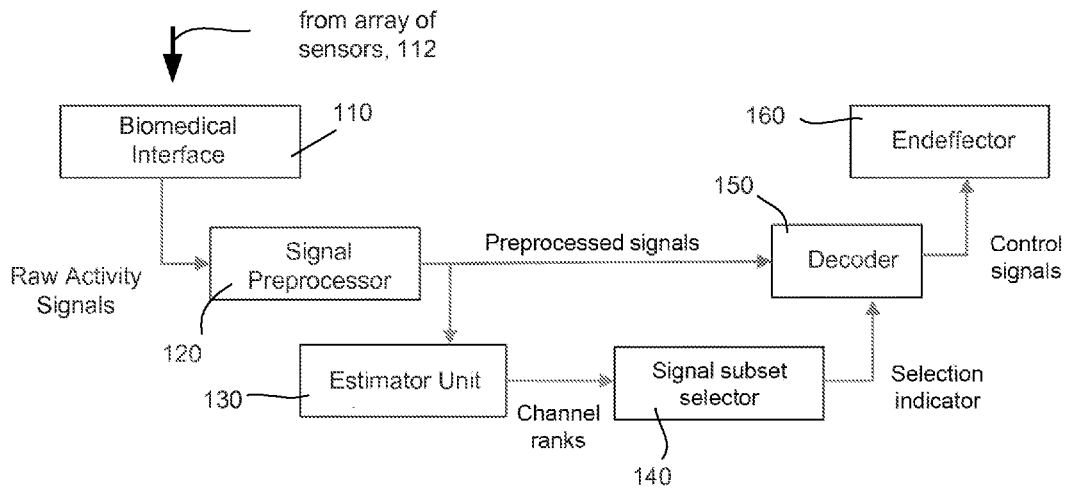 from array of
sensors, 112
Biomedical
Interface
110
160
Endeffector
150
Signal
Preprocessor
Preprocessed signals
Decoder
Control
signals
Raw Activity
Signals
120
130
Estimator Unit
Channel
ranks
Signal subset
selector
Selection
indicator
140